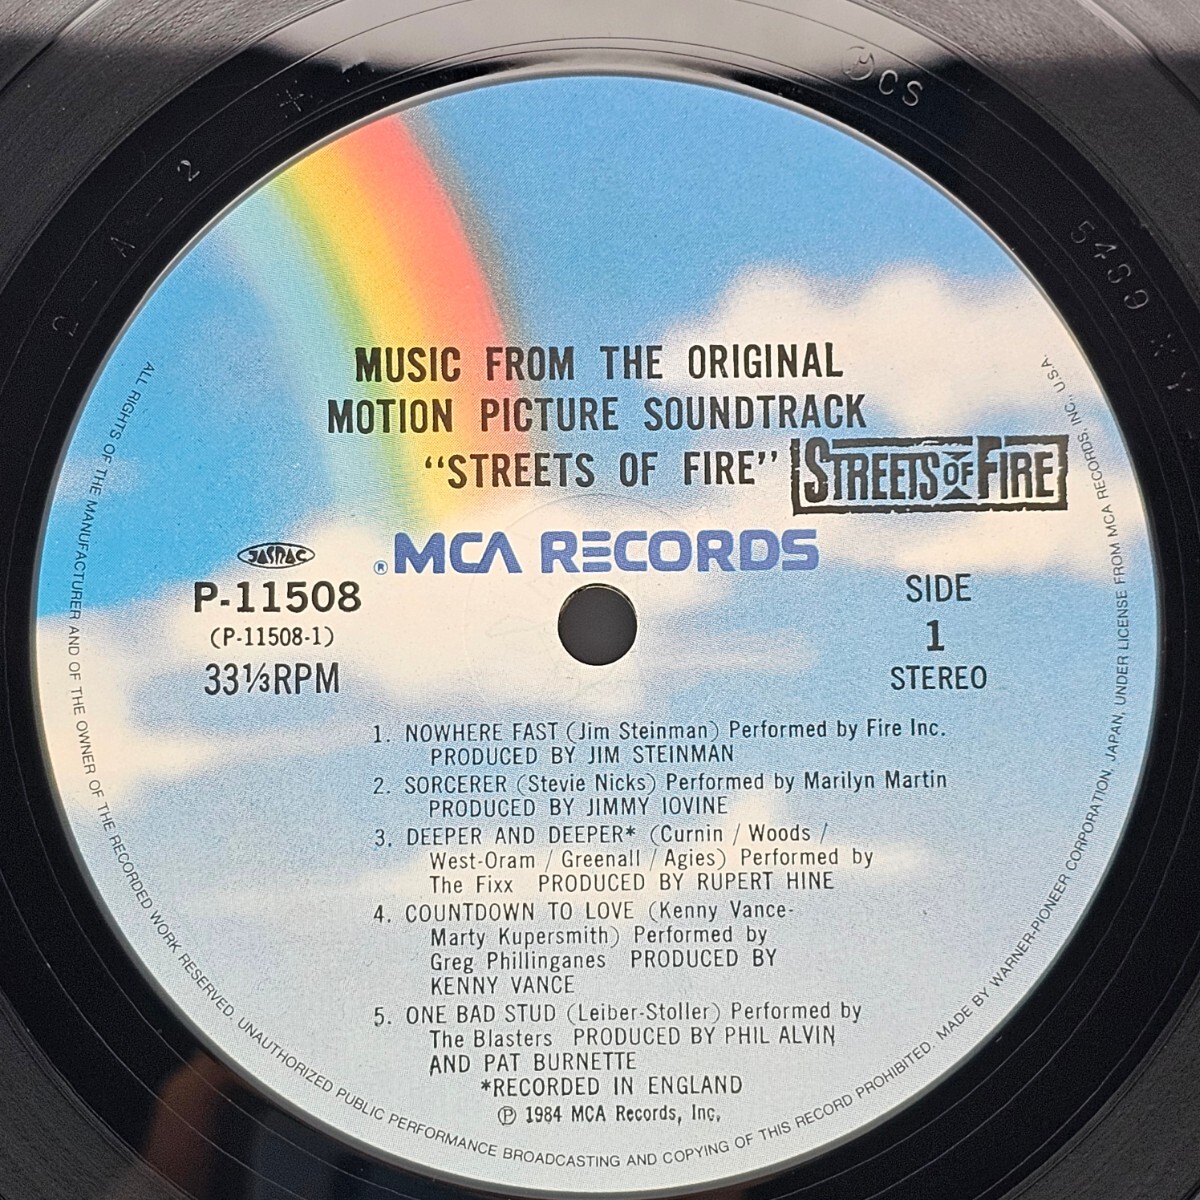 MUSIC FROM THE ORIGINAL
MOTION PICTURE SOUNDTRACK
“STREETS OF FIRE”
STREETS OF FIRE
® MCA RECORDS
JASRAC
P-11508
(P-11508-1)
33⅓RPM
SIDE
1
STEREO
1. NOWHERE FAST (Jim Steinman) Performed by Fire Inc.
PRODUCED BY JIM STEINMAN
2. SORCERER (Stevie Nicks) Performed by Marilyn Martin
PRODUCED BY JIMMY IOVINE
3. DEEPER AND DEEPER* (Curnin / Woods /
West-Oram / Greenall / Agies) Performed by
The Fixx PRODUCED BY RUPERT HINE
4. COUNTDOWN TO LOVE (Kenny Vance-
Marty Kupersmith) Performed by
Greg Phillinganes PRODUCED BY
KENNY VANCE
5. ONE BAD STUD (Leiber-Stoller) Performed by
The Blasters PRODUCED BY PHIL ALVIN
AND PAT BURNETTE
*RECORDED IN ENGLAND
℗ 1984 MCA Records, Inc.
ALL RIGHTS OF THE MANUFACTURER AND OF THE OWNER OF THE RECORDED WORK RESERVED. UNAUTHORIZED PUBLIC PERFORMANCE BROADCASTING AND COPYING OF THIS RECORD PROHIBITED. MADE BY WARNER-PIONEER CORPORATION, JAPAN, UNDER LICENSE FROM MCA RECORDS, INC., U.S.A.
2-A-2 *
CS
5439 XY